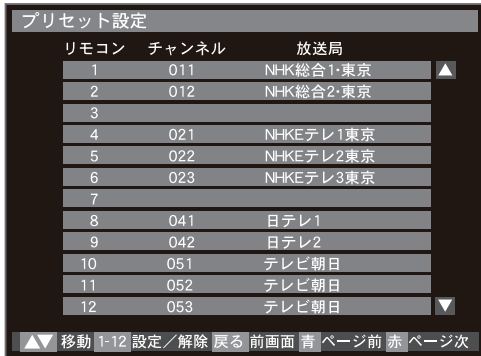 プリセット設定
リモコン チャンネル 放送局
1 011 NHK総合1・東京
2 012 NHK総合2・東京
3
4 021 NHKEテレ1東京
5 022 NHKEテレ2東京
6 023 NHKEテレ3東京
7
8 041 日テレ1
9 042 日テレ2
10 051 テレビ朝日
11 052 テレビ朝日
12 053 テレビ朝日
▲▼ 移動 1-12 設定／解除 戻る 前画面 青 ページ前 赤 ページ次